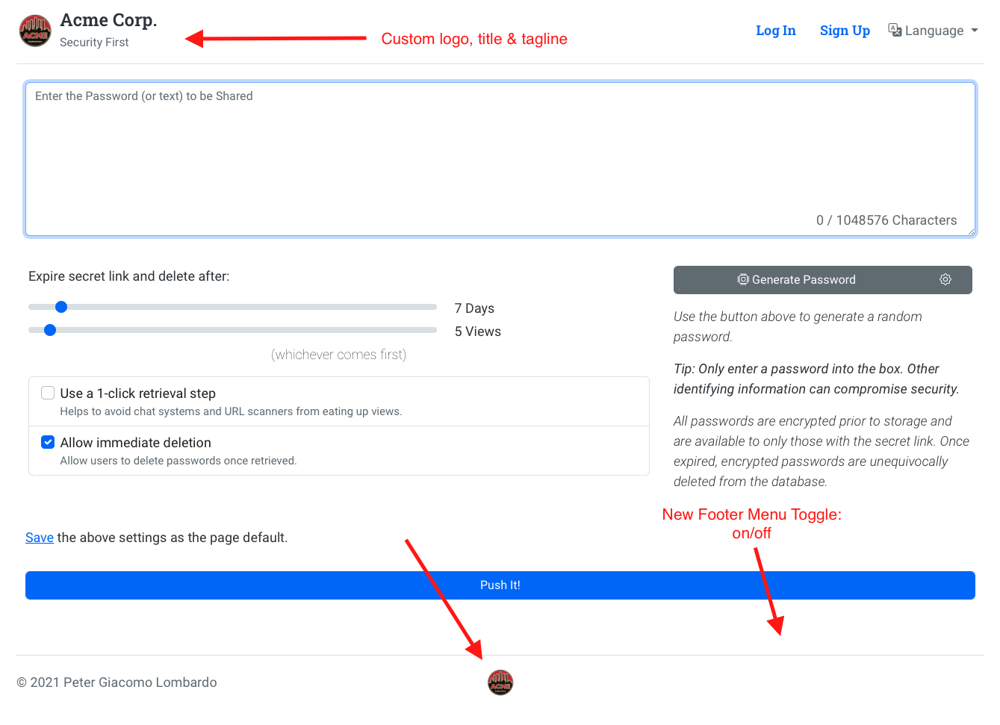 Acme Corp.
Security First
Custom logo, title & tagline
Log In
Sign Up
Language
ACME
Enter the Password (or text) to be Shared
0 / 1048576 Characters
Expire secret link and delete after:
7 Days
5 Views
(whichever comes first)
Use a 1-click retrieval step
Helps to avoid chat systems and URL scanners from eating up views.
Allow immediate deletion
Allow users to delete passwords once retrieved.
Generate Password
Use the button above to generate a random
password.
Tip: Only enter a password into the box. Other
identifying information can compromise security.
All passwords are encrypted prior to storage and
are available to only those with the secret link. Once
expired, encrypted passwords are unequivocally
deleted from the database.
New Footer Menu Toggle:
on/off
Save the above settings as the page default.
Push It!
© 2021 Peter Giacomo Lombardo
ACME